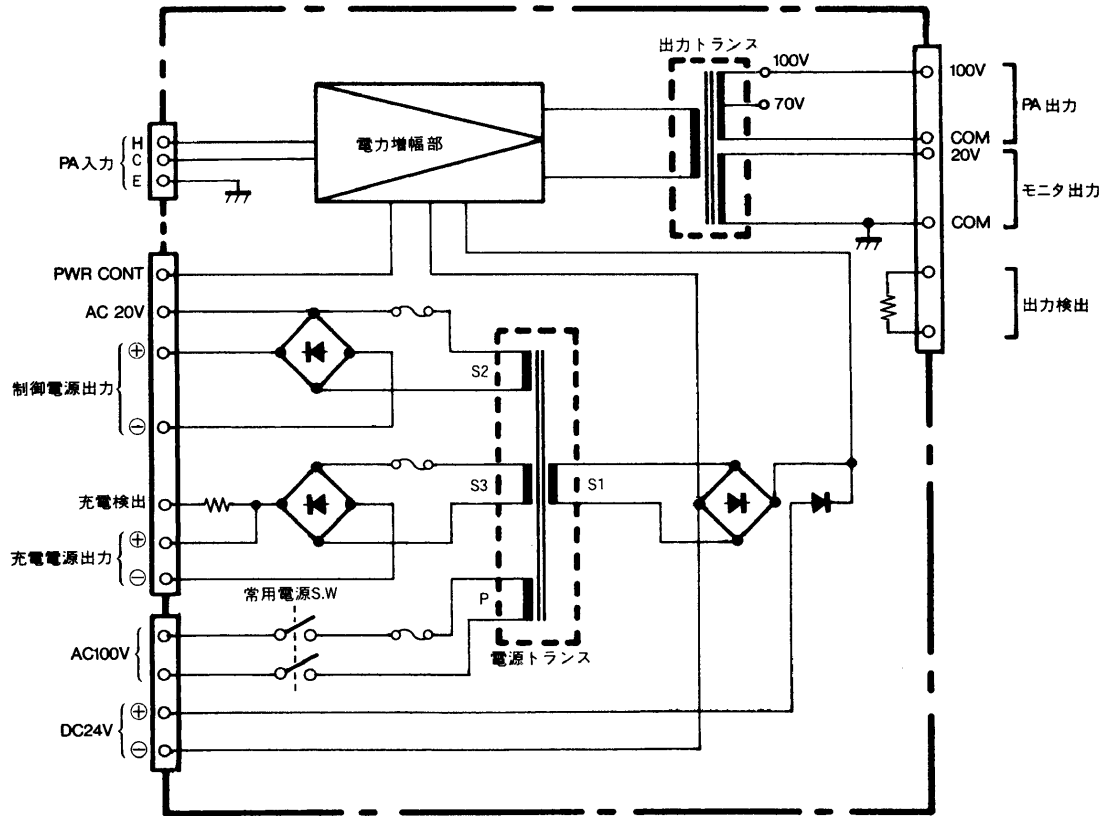 出力トランス
100V
70V
100V
COM
PA出力
20V
COM
モニタ出力
出力検出
電力増幅部
PA入力
H
C
E
PWR CONT
AC 20V
⊕
制御電源出力
⊖
充電検出
⊕
充電電源出力
⊖
常用電源S.W
AC100V
⊕
DC24V
⊖
S2
S3
S1
P
電源トランス